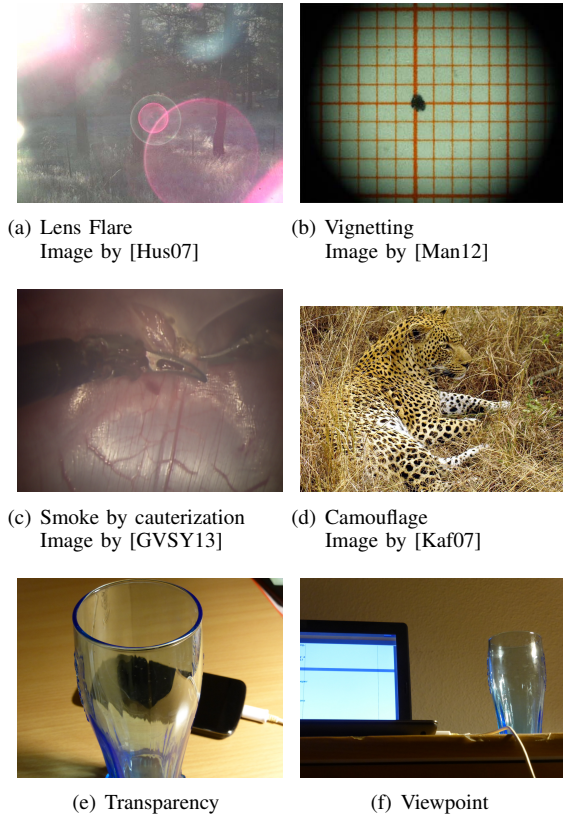 (a) Lens Flare
Image by [Hus07]
(b) Vignetting
Image by [Man12]
(c) Smoke by cauterization
Image by [GVSY13]
(d) Camouflage
Image by [Kaf07]
(e) Transparency
(f) Viewpoint